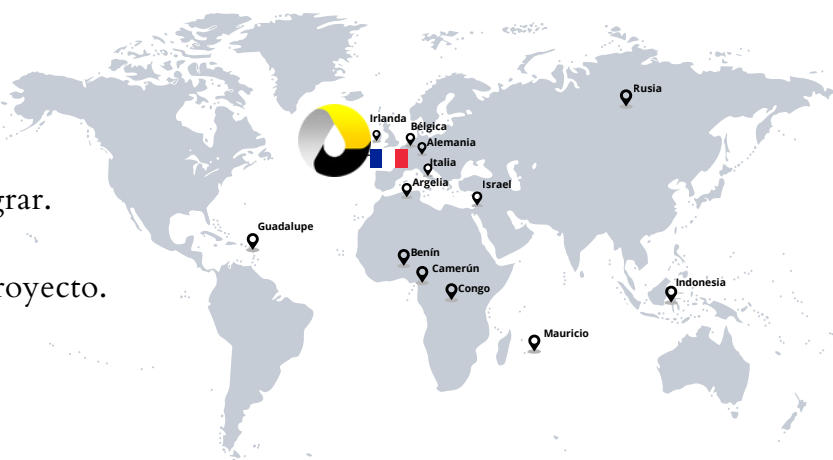 Rusia
Irlanda
Bélgica
Alemania
Italia
Argelia
Israel
grar.
Guadalupe
Benín
Camerún
Congo
royecto.
Indonesia
Mauricio